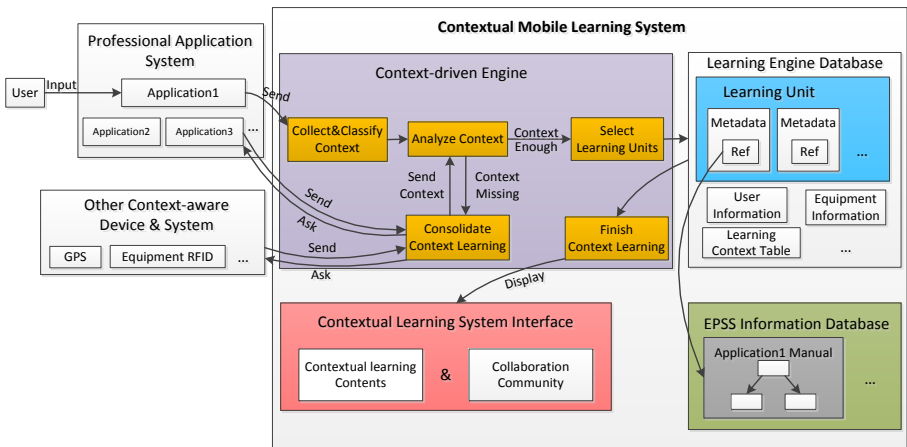 Contextual Mobile Learning System
Professional Application
System
User
Input
Application1
Application2
Application3
...
Send
Context-driven Engine
Collect&Classify
Context
Analyze Context
Context
Enough
Select
Learning Units
Send
Context
Context
Missing
Consolidate
Context Learning
Finish
Context Learning
Send
Ask
Other Context-aware
Device & System
GPS
Equipment RFID
...
Send
Ask
Display
Learning Engine Database
Learning Unit
Metadata
Ref
Metadata
Ref
...
User
Information
Equipment
Information
Learning
Context Table
...
Contextual Learning System Interface
Contextual learning
Contents
&
Collaboration
Community
EPSS Information Database
Application1 Manual
...